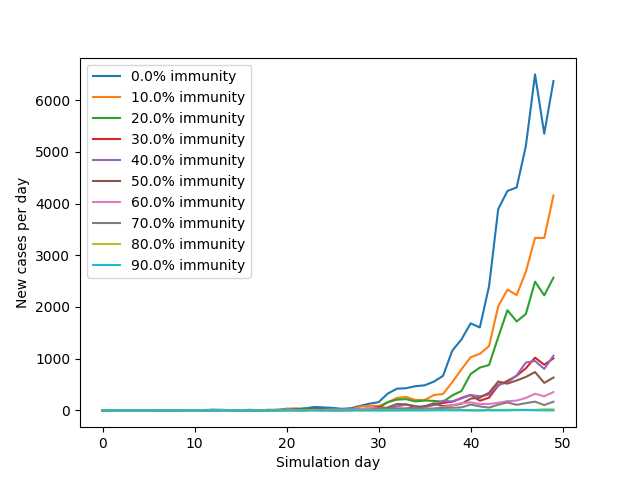 0.0% immunity
10.0% immunity
20.0% immunity
30.0% immunity
40.0% immunity
50.0% immunity
60.0% immunity
70.0% immunity
80.0% immunity
90.0% immunity
New cases per day
6000
5000
4000
3000
2000
1000
0
0 10 20 30 40 50
Simulation day